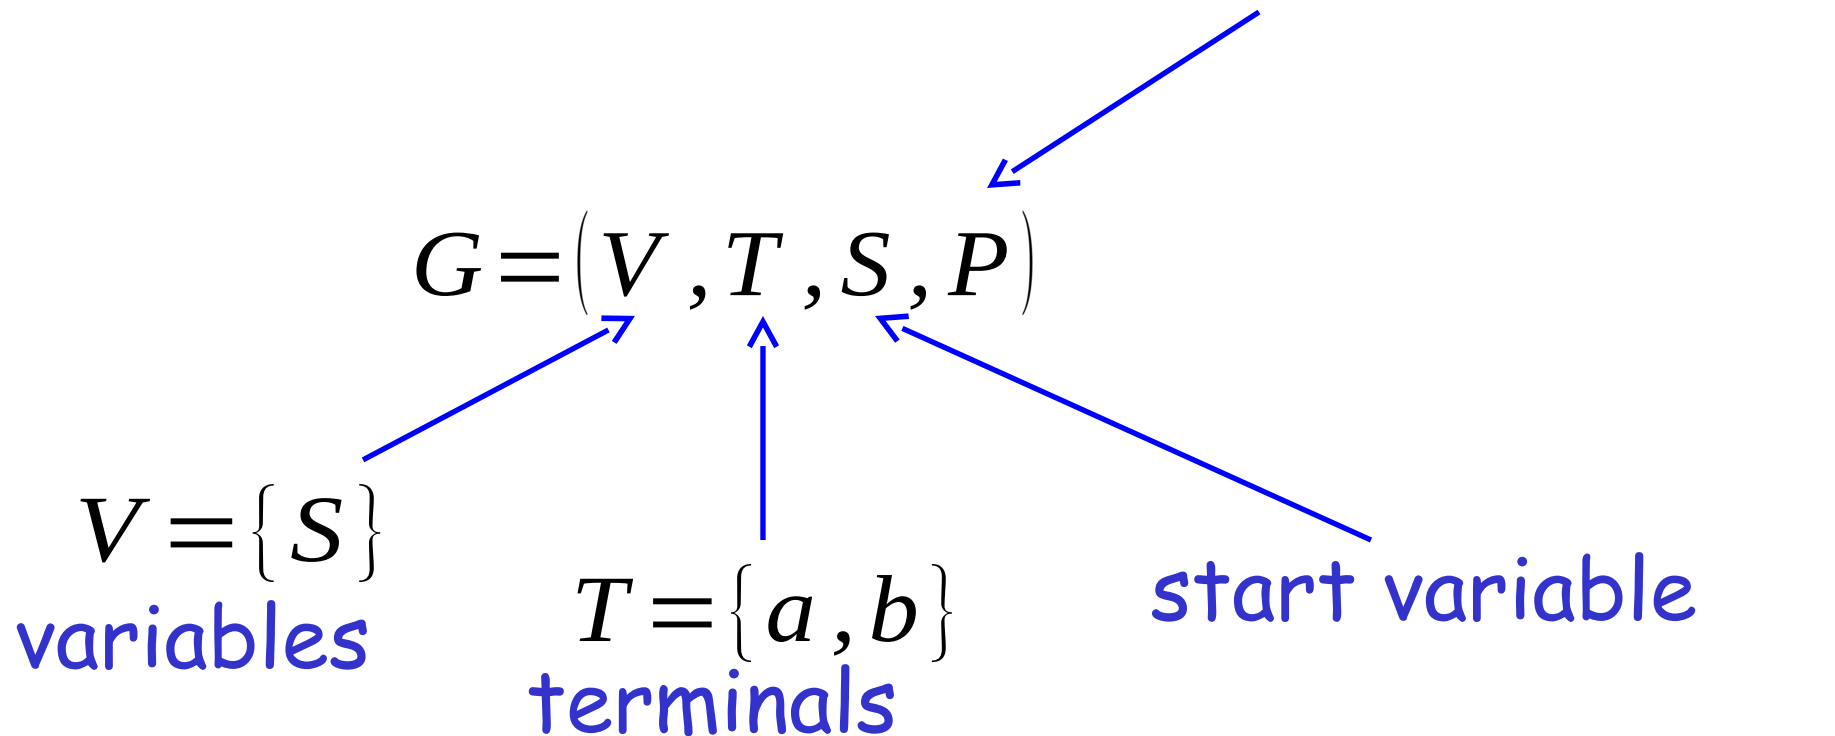 G = (V, T, S, P)
V = {S}
variables
T = {a, b}
terminals
start variable